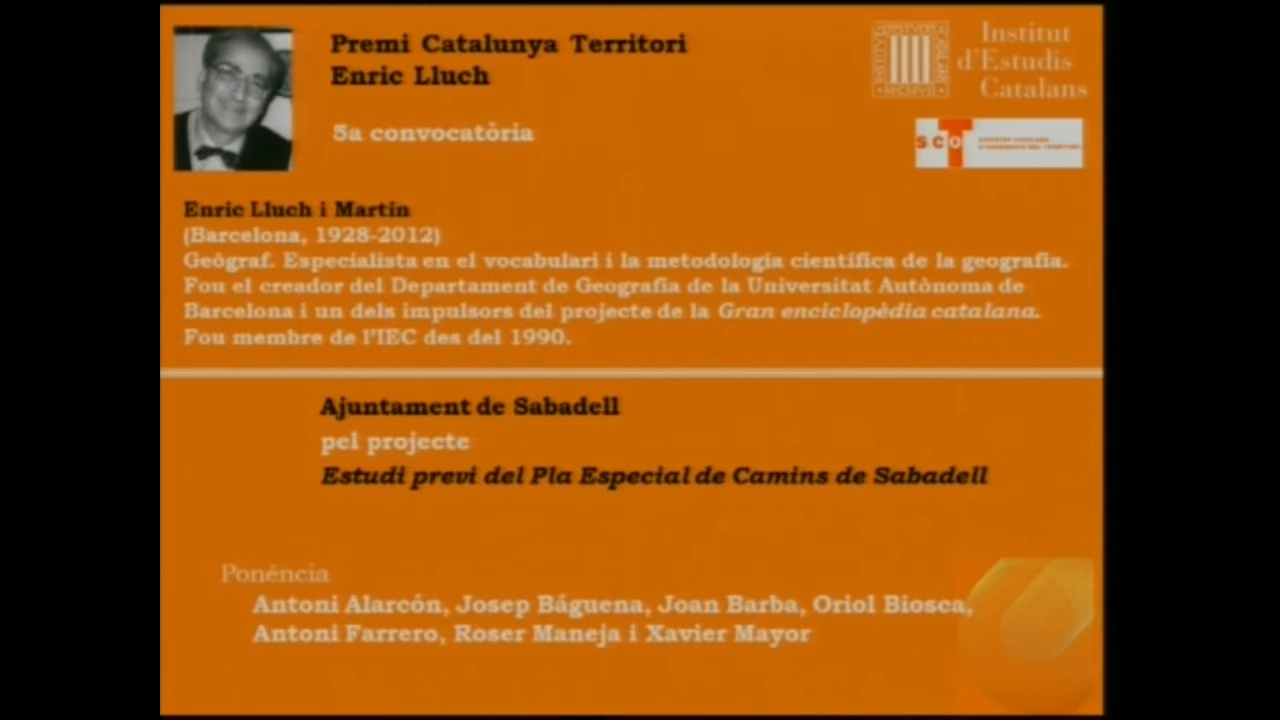 Premi Catalunya Territori
Enric Lluch
5a convocatòria
Institut
d'Estudis
Catalans
SCOT
Enric Lluch i Martín
(Barcelona, 1928-2012)
Geògraf. Especialista en el vocabulari i la metodologia científica de la geografia.
Fou el creador del Departament de Geografia de la Universitat Autònoma de
Barcelona i un dels impulsors del projecte de la Gran enciclopèdia catalana.
Fou membre de l'IEC des del 1990.
Ajuntament de Sabadell
pel projecte
Estudi previ del Pla Especial de Camins de Sabadell
Ponència
Antoni Alarcón, Josep Báguena, Joan Barba, Oriol Biosca,
Antoni Farrero, Roser Maneja i Xavier Mayor